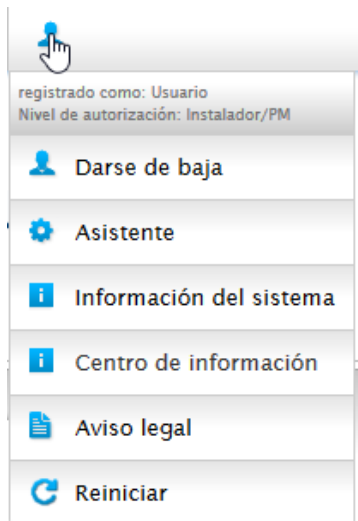 registrado como: Usuario
Nivel de autorización: Instalador/PM
Darse de baja
Asistente
Información del sistema
Centro de información
Aviso legal
Reiniciar